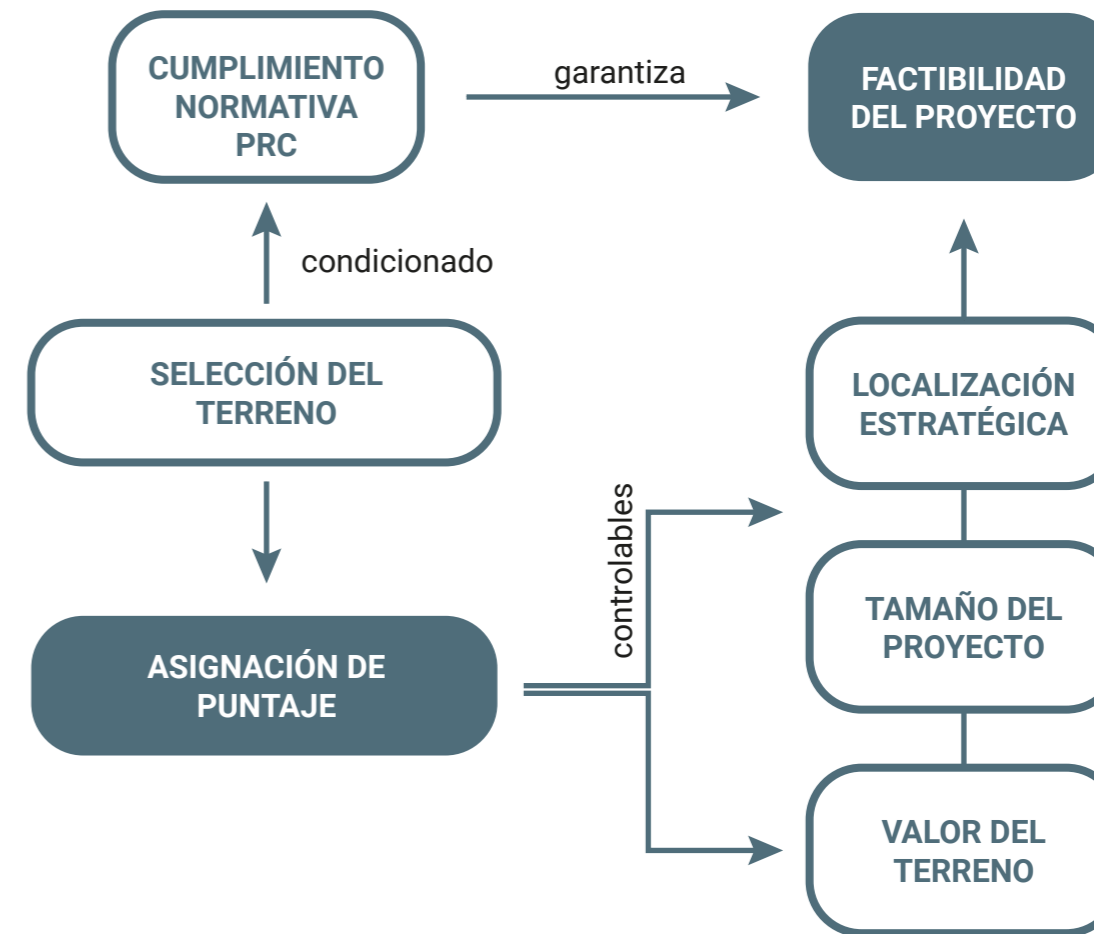 CUMPLIMIENTO
NORMATIVA
PRC
garantiza
FACTIBILIDAD
DEL PROYECTO
condicionado
SELECCIÓN DEL
TERRENO
LOCALIZACIÓN
ESTRATÉGICA
controlables
TAMAÑO DEL
PROYECTO
ASIGNACIÓN DE
PUNTAJE
VALOR DEL
TERRENO